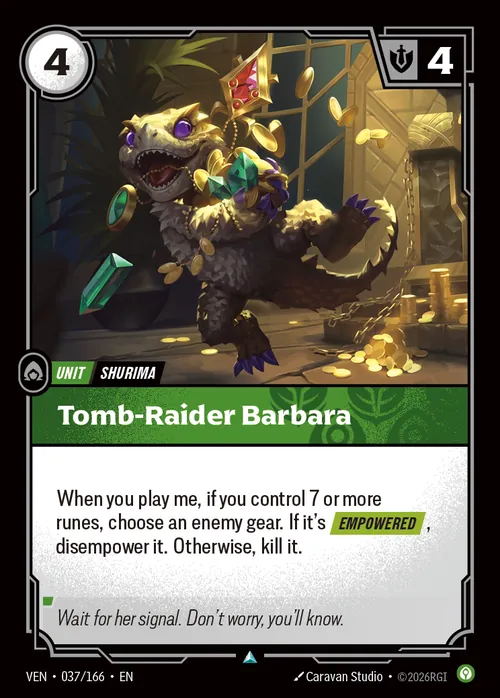 4
4
UNIT SHURIMA
Tomb-Raider Barbara
When you play me, if you control 7 or more
runes, choose an enemy gear. If it's EMPOWERED,
disempower it. Otherwise, kill it.
Wait for her signal. Don't worry, you'll know.
VEN • 037/166 • EN Caravan Studio • ©2026RGI